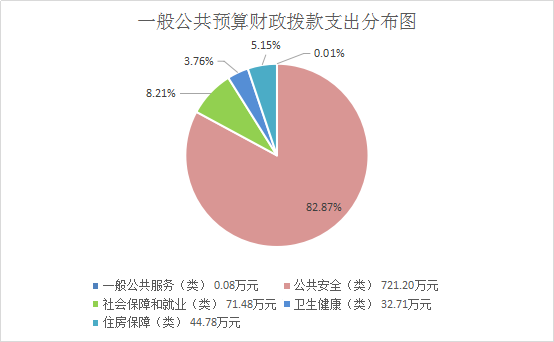 一般公共预算财政拨款支出分布图
5.15%
0.01%
3.76%
8.21%
82.87%
一般公共服务（类） 0.08万元
公共安全（类） 721.20万元
社会保障和就业（类） 71.48万元
卫生健康（类） 32.71万元
住房保障（类） 44.78万元